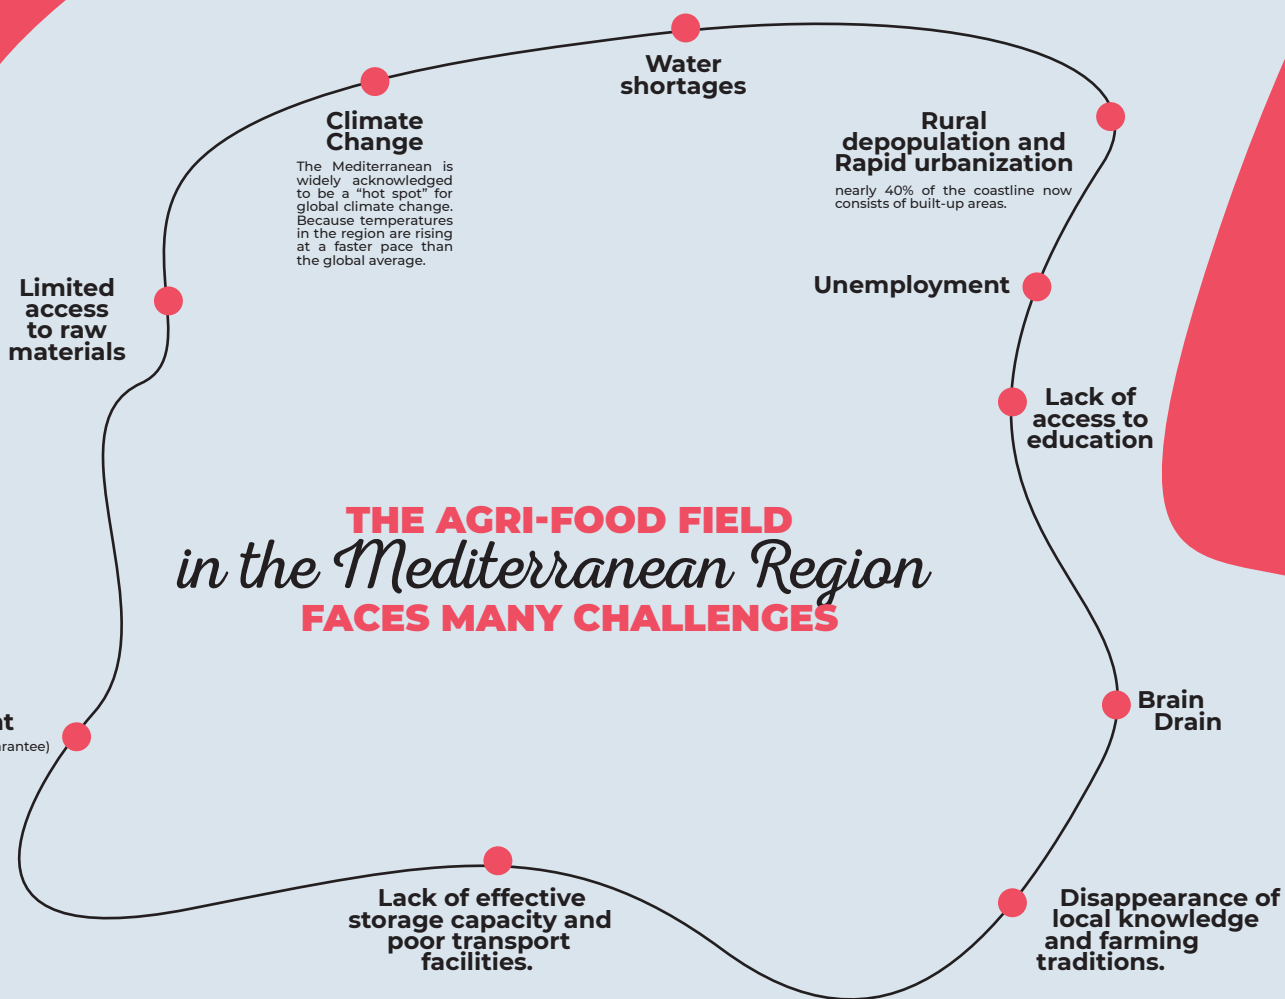 Water
shortages
Climate
Change
The Mediterranean is
widely acknowledged
to be a “hot spot” for
global climate change.
Because temperatures
in the region are rising
at a faster pace than
the global average.
Rural
depopulation and
Rapid urbanization
nearly 40% of the coastline now
consists of built-up areas.
Limited
access
to raw
materials
Unemployment
Lack of
access to
education
THE AGRI-FOOD FIELD
in the Mediterranean Region
FACES MANY CHALLENGES
Brain
Drain
Lack of effective
storage capacity and
poor transport
facilities.
Disappearance of
local knowledge
and farming
traditions.